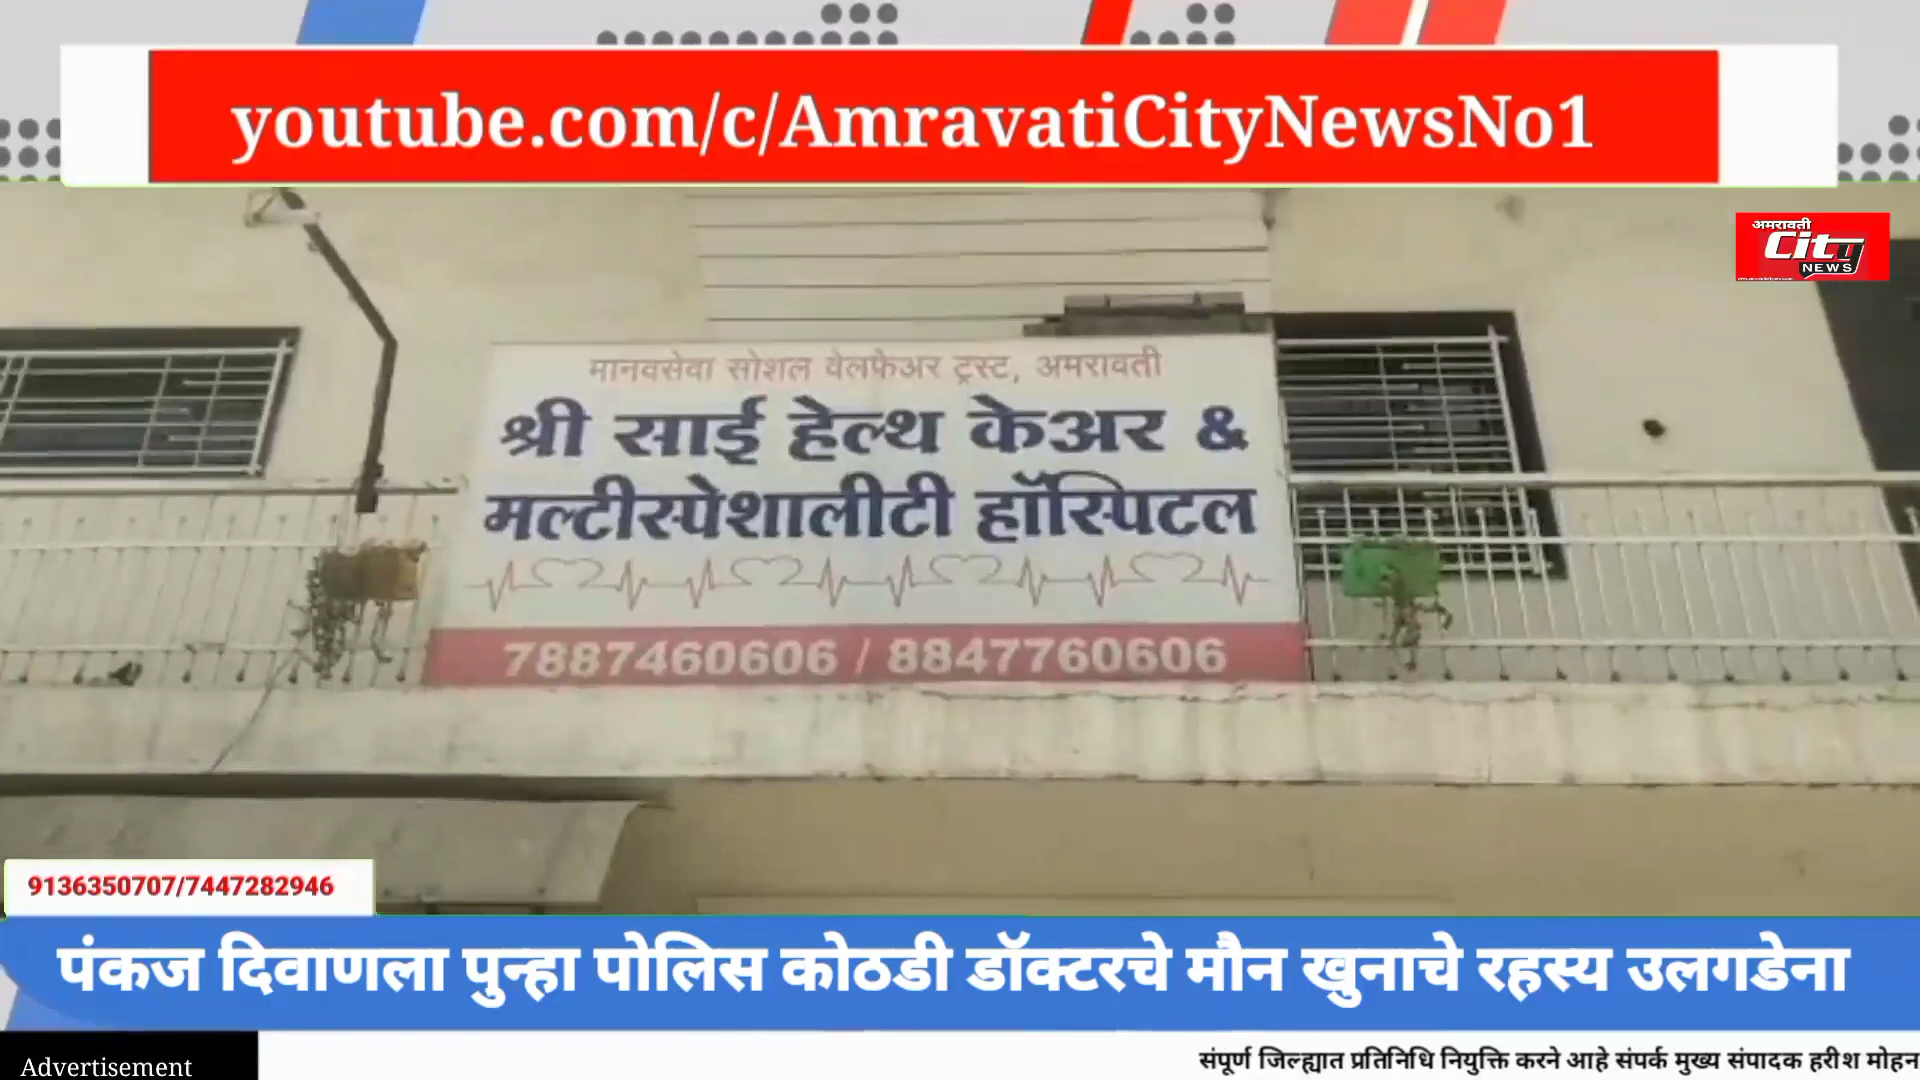 youtube.com/c/AmravatiCityNewsNo1
अमरावती
City
NEWS
मानवसेवा सोशल वेलफेअर ट्रस्ट, अमरावती
श्री साई हेल्थ केअर &
मल्टीस्पेशालीटी हॉस्पिटल
7887460606 / 8847760606
9136350707/7447282946
पंकज दिवाणला पुन्हा पोलिस कोठडी डॉक्टरचे मौन खुनाचे रहस्य उलगडेना
Advertisement
संपूर्ण जिल्ह्यात प्रतिनिधि नियुक्ति करने आहे संपर्क मुख्य संपादक हरीश मोहन